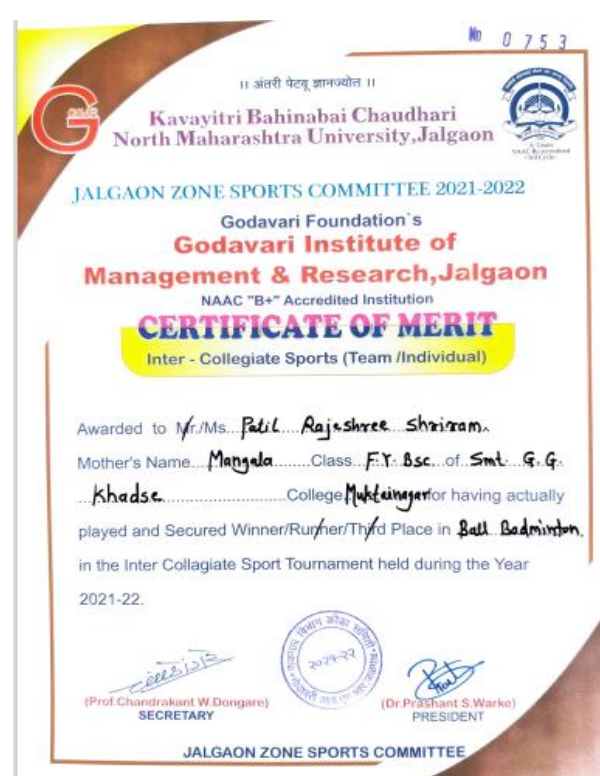 No 0753
॥ अंतरी पेटवू ज्ञानज्योत ॥
Kavayitri Bahinabai Chaudhari
North Maharashtra University,Jalgaon
JALGAON ZONE SPORTS COMMITTEE 2021-2022
Godavari Foundation`s
Godavari Institute of
Management & Research,Jalgaon
NAAC "B+" Accredited Institution
CERTIFICATE OF MERIT
Inter - Collegiate Sports (Team /Individual)
Awarded to Mr./Ms. Patil Rajeshree Shriram.
Mother's Name Mangala Class F.Y. Bsc. of Smt. G. G.
Khadse College Muktainagar for having actually
played and Secured Winner/Runner/Third Place in Ball Badminton.
in the Inter Collagiate Sport Tournament held during the Year
2021-22.
२०२१-२२
(Prof.Chandrakant W.Dongare)
SECRETARY
(Dr.Prashant S.Warke)
PRESIDENT
JALGAON ZONE SPORTS COMMITTEE